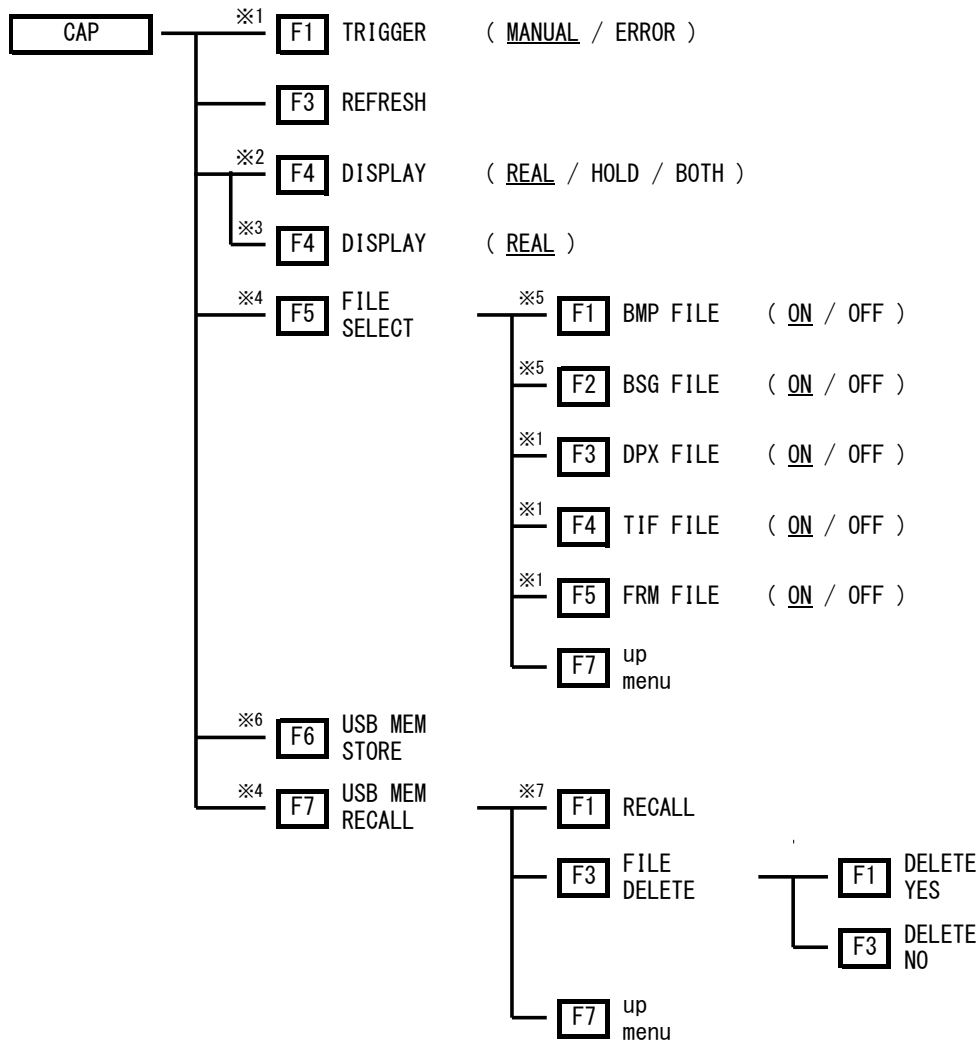 CAP
※1 F1 TRIGGER ( MANUAL / ERROR )
F3 REFRESH
※2 F4 DISPLAY ( REAL / HOLD / BOTH )
※3 F4 DISPLAY ( REAL )
※4 F5 FILE
SELECT
※5 F1 BMP FILE ( ON / OFF )
※5 F2 BSG FILE ( ON / OFF )
※1 F3 DPX FILE ( ON / OFF )
※1 F4 TIF FILE ( ON / OFF )
※1 F5 FRM FILE ( ON / OFF )
F7 up
menu
※6 F6 USB MEM
STORE
※4 F7 USB MEM
RECALL
※7 F1 RECALL
F3 FILE
DELETE
F1 DELETE
YES
F3 DELETE
NO
F7 up
menu